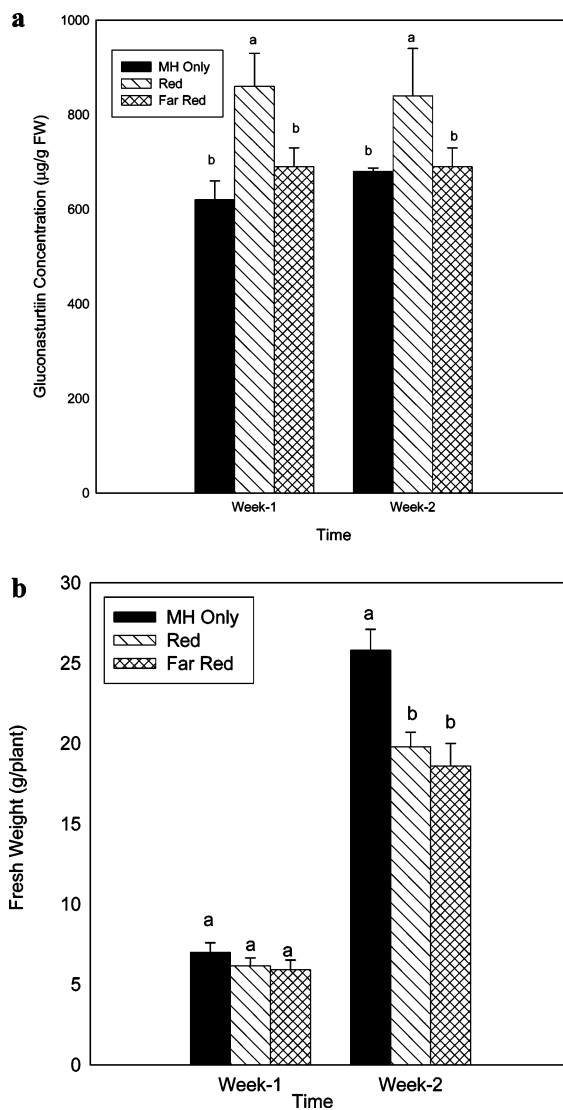 a
1000
800
600
400
200
0
Gluconasturtiin Concentration (µg/g FW)
MH Only
Red
Far Red
b
a
b
b
a
b
Week-1
Week-2
Time
b
30
25
20
15
10
5
0
Fresh Weight (g/plant)
MH Only
Red
Far Red
a
a
a
a
b
b
Week-1
Week-2
Time